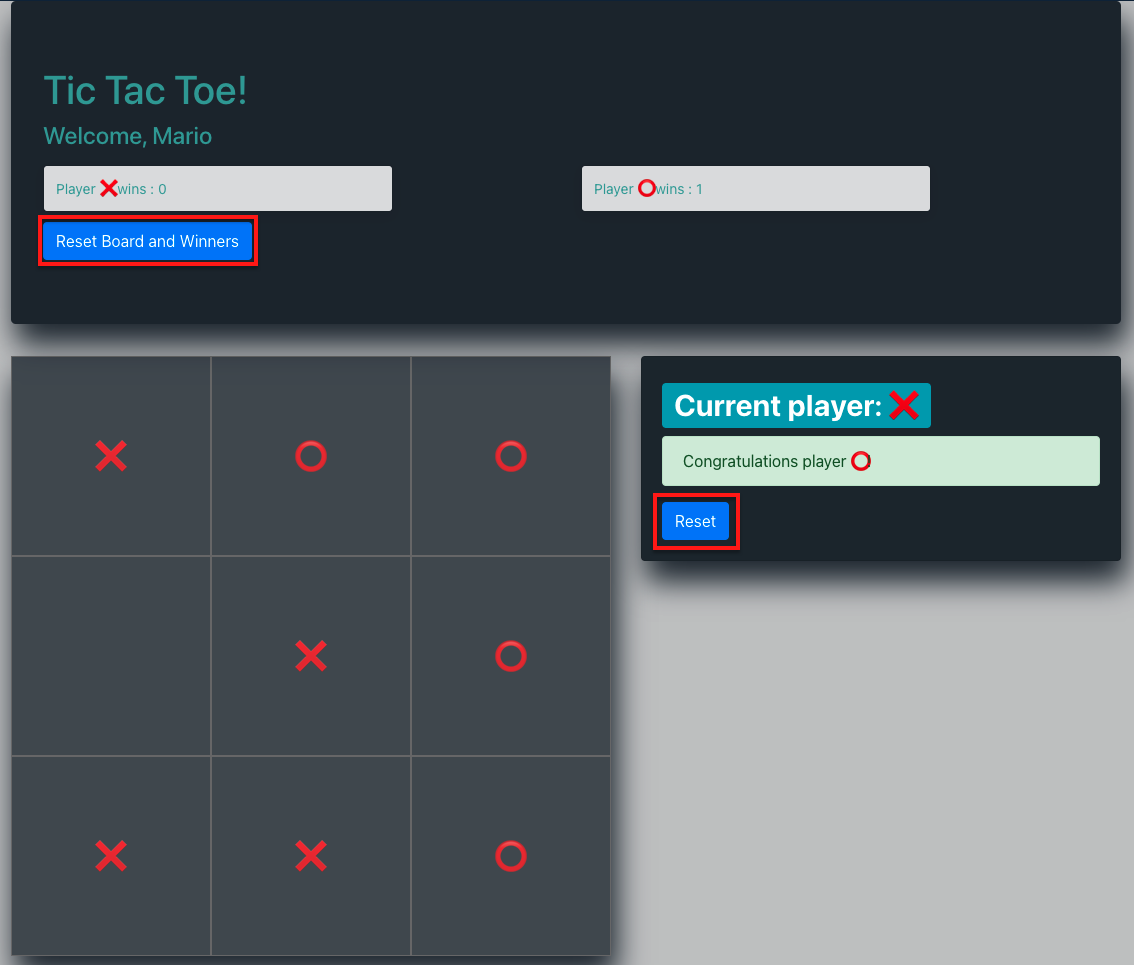 Tic Tac Toe!
Welcome, Mario
Player ❌wins : 0
Player ⭕wins : 1
Reset Board and Winners
Current player: ❌
Congratulations player ⭕!
Reset
❌ ⭕ ⭕
❌ ⭕
❌ ❌ ⭕